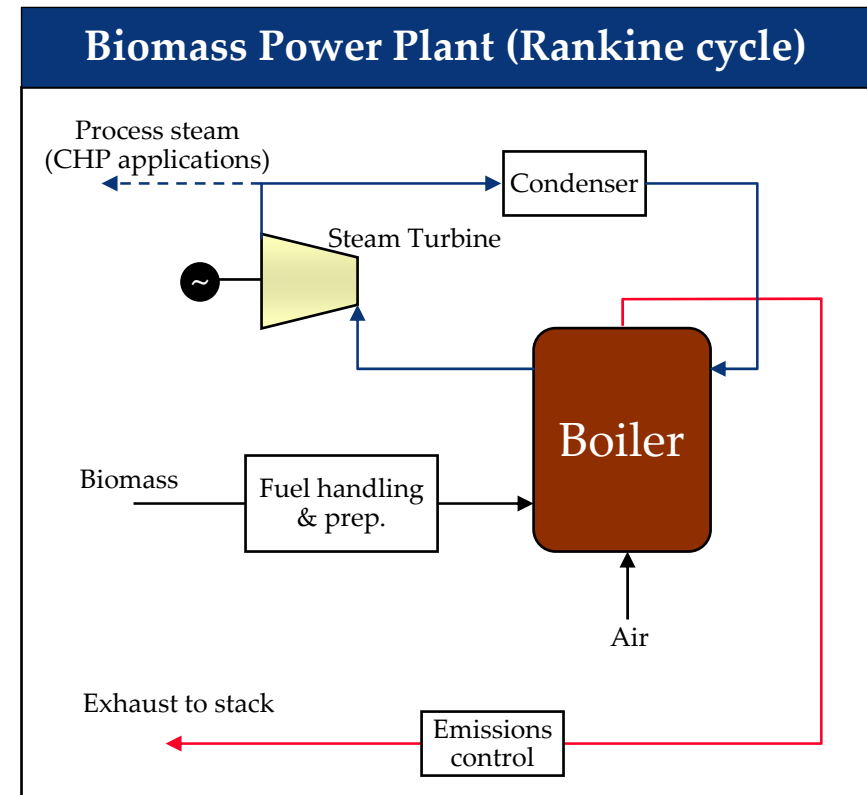 Biomass Power Plant (Rankine cycle)
Process steam
(CHP applications)
Condenser
Steam Turbine
~
Boiler
Biomass
Fuel handling
& prep.
Air
Exhaust to stack
Emissions
control